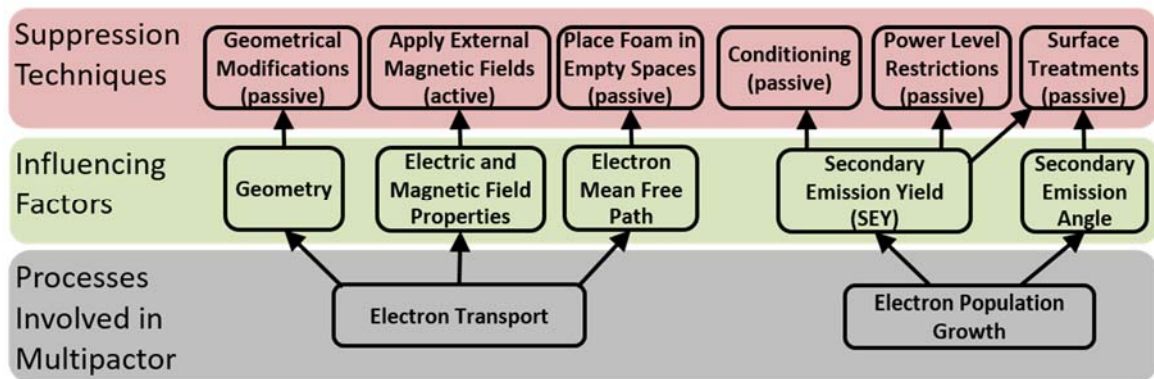 Suppression
Techniques
Geometrical
Modifications
(passive)
Apply External
Magnetic Fields
(active)
Place Foam in
Empty Spaces
(passive)
Conditioning
(passive)
Power Level
Restrictions
(passive)
Surface
Treatments
(passive)
Influencing
Factors
Geometry
Electric and
Magnetic Field
Properties
Electron
Mean Free
Path
Secondary
Emission Yield
(SEY)
Secondary
Emission
Angle
Processes
Involved in
Multipactor
Electron Transport
Electron Population
Growth